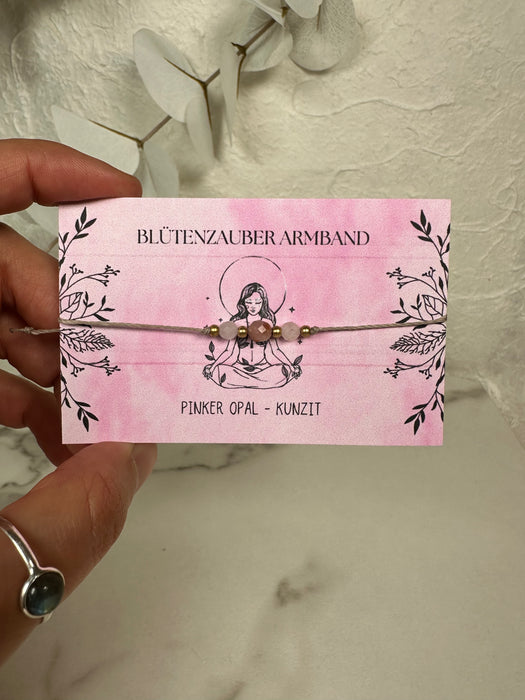 BLÜTENZAUBER ARMBAND
PINKER OPAL - KUNZIT